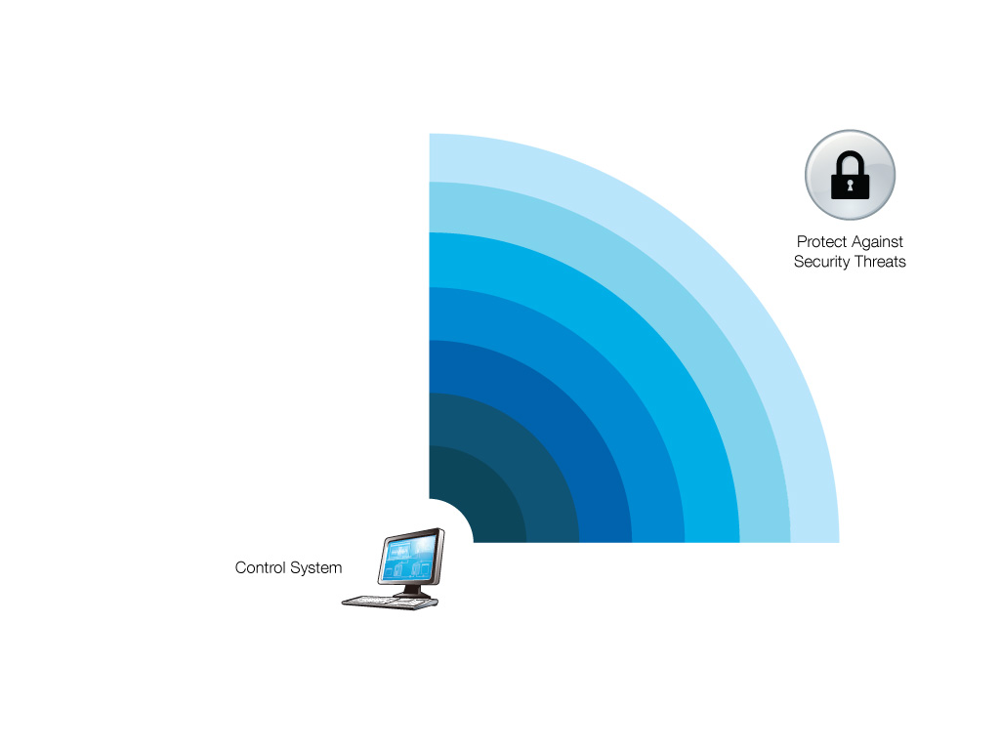 Protect Against
Security Threats
Control System